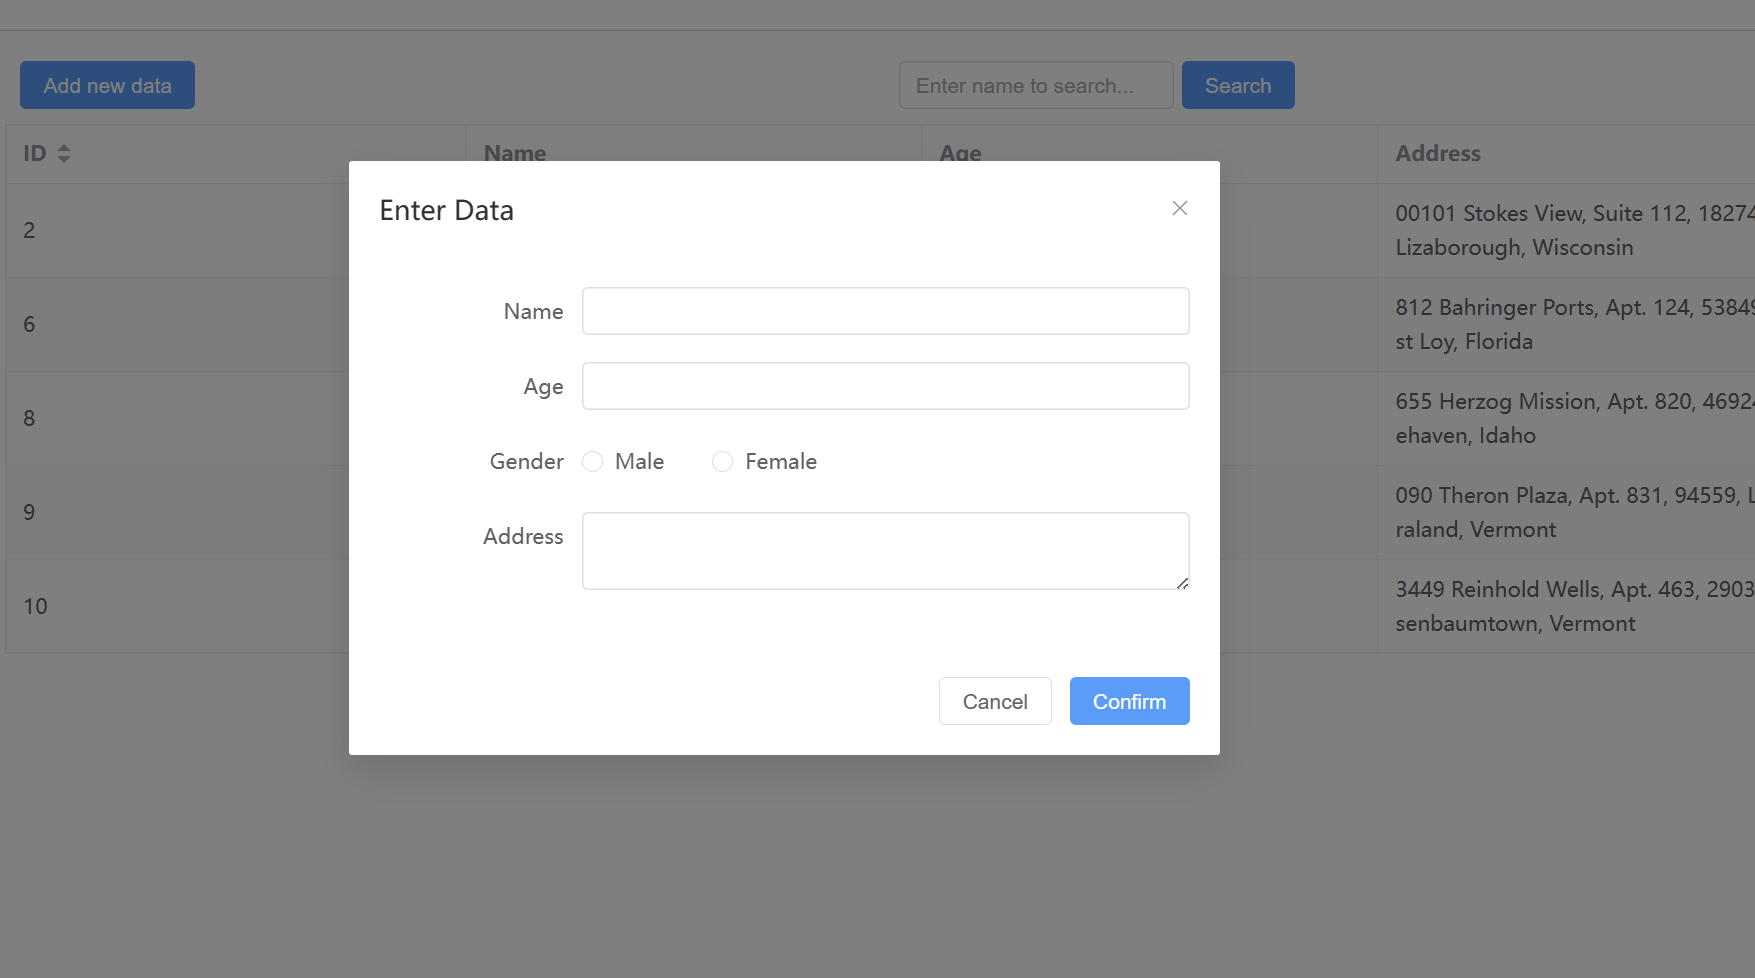 Add new data
Enter name to search...
Search
ID
Name
Age
Address
2
00101 Stokes View, Suite 112, 18274
Lizaborough, Wisconsin
6
812 Bahringer Ports, Apt. 124, 53849
st Loy, Florida
8
655 Herzog Mission, Apt. 820, 46924
ehaven, Idaho
9
090 Theron Plaza, Apt. 831, 94559, L
raland, Vermont
10
3449 Reinhold Wells, Apt. 463, 2903
senbaumtown, Vermont
Enter Data
Name
Age
Gender
Male
Female
Address
Cancel
Confirm